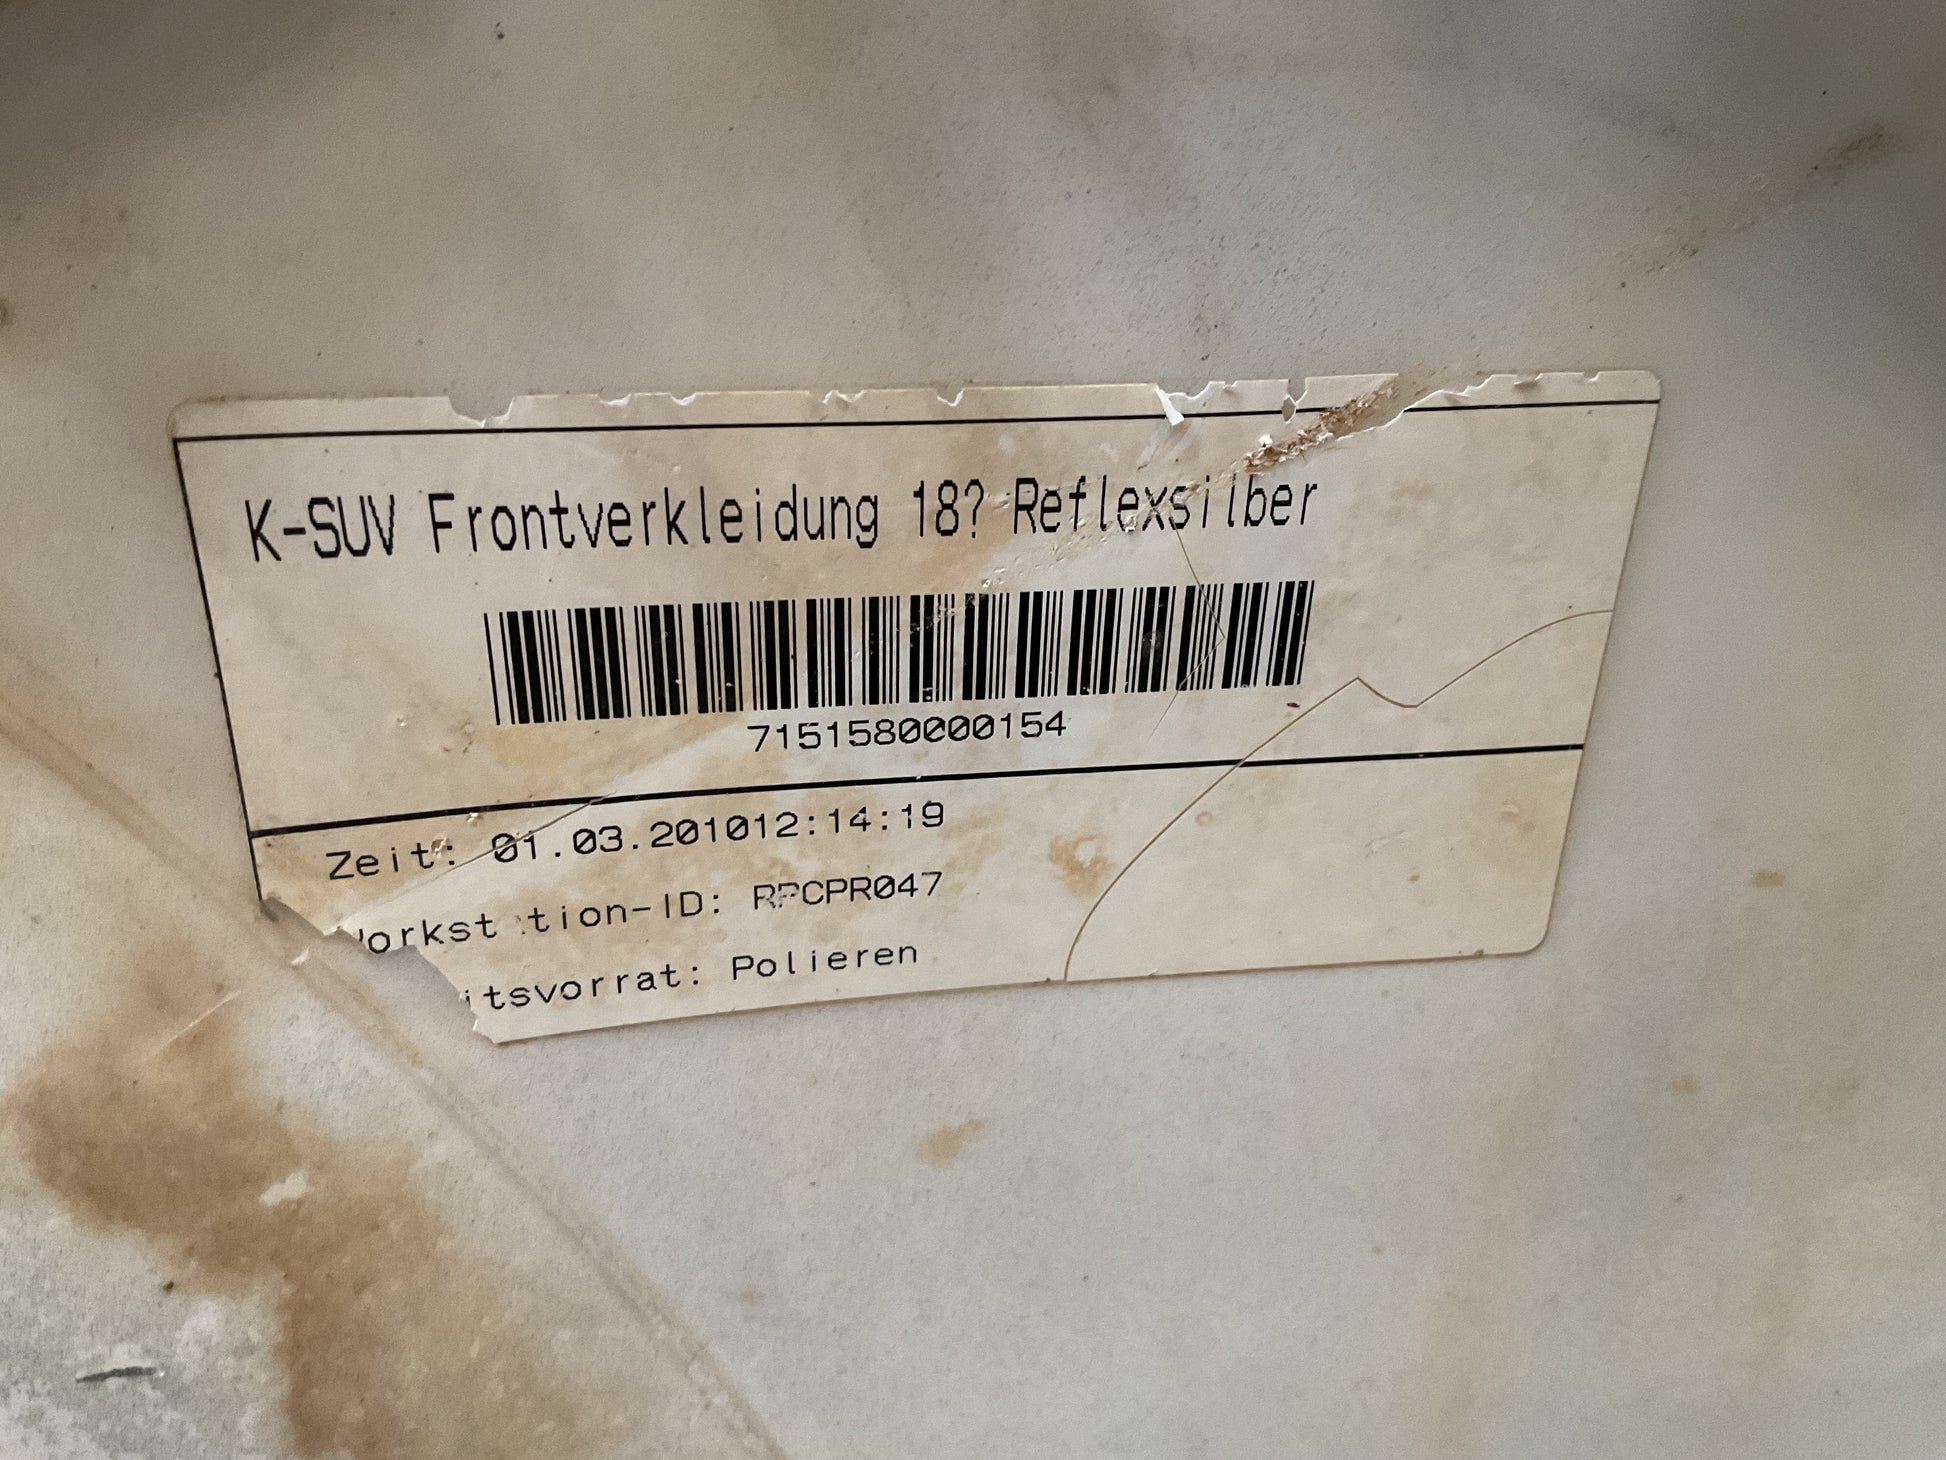 K-SUV Frontverkleidung 18? Reflexsilber
7151580000154
Zeit: 01.03.201012:14:19
tion-ID: RPCPR047
itsvorrat: Polieren